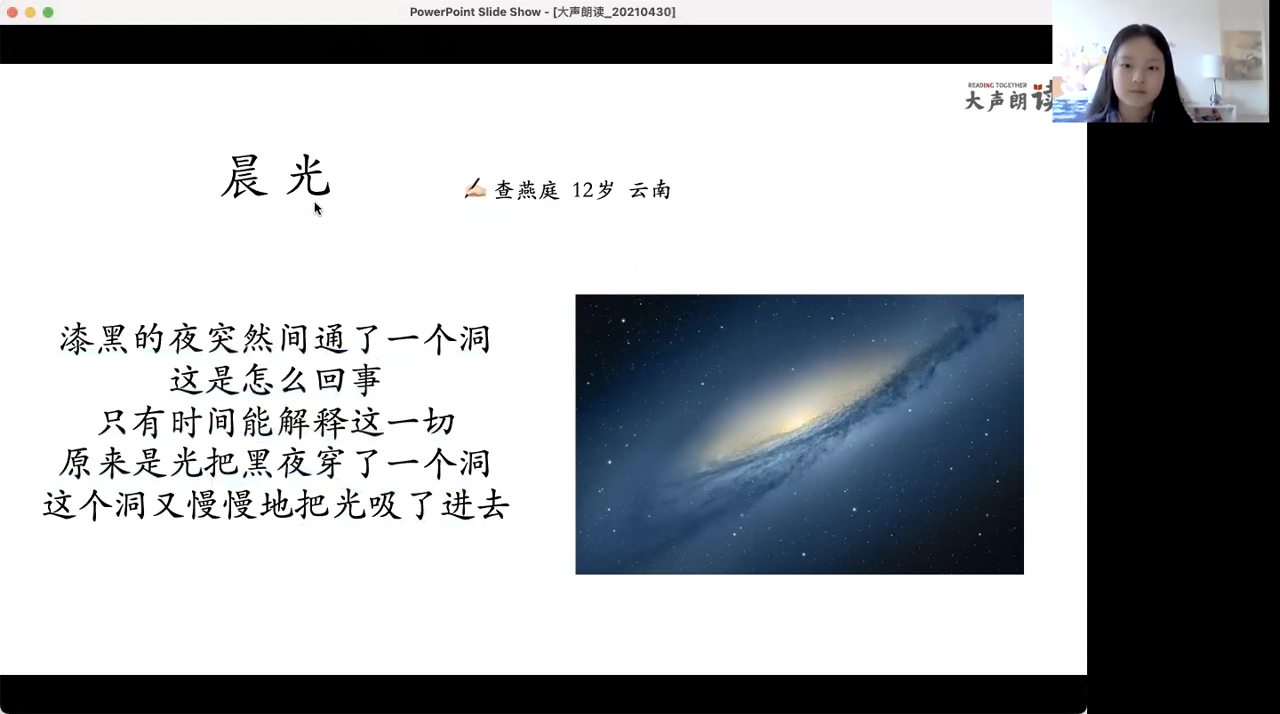 PowerPoint Slide Show - [大声朗读_20210430]
READING TOGETHER
大声朗读
晨光
查燕庭 12岁 云南
漆黑的夜突然间通了一个洞
这是怎么回事
只有时间能解释这一切
原来是光把黑夜穿了一个洞
这个洞又慢慢地把光吸了进去